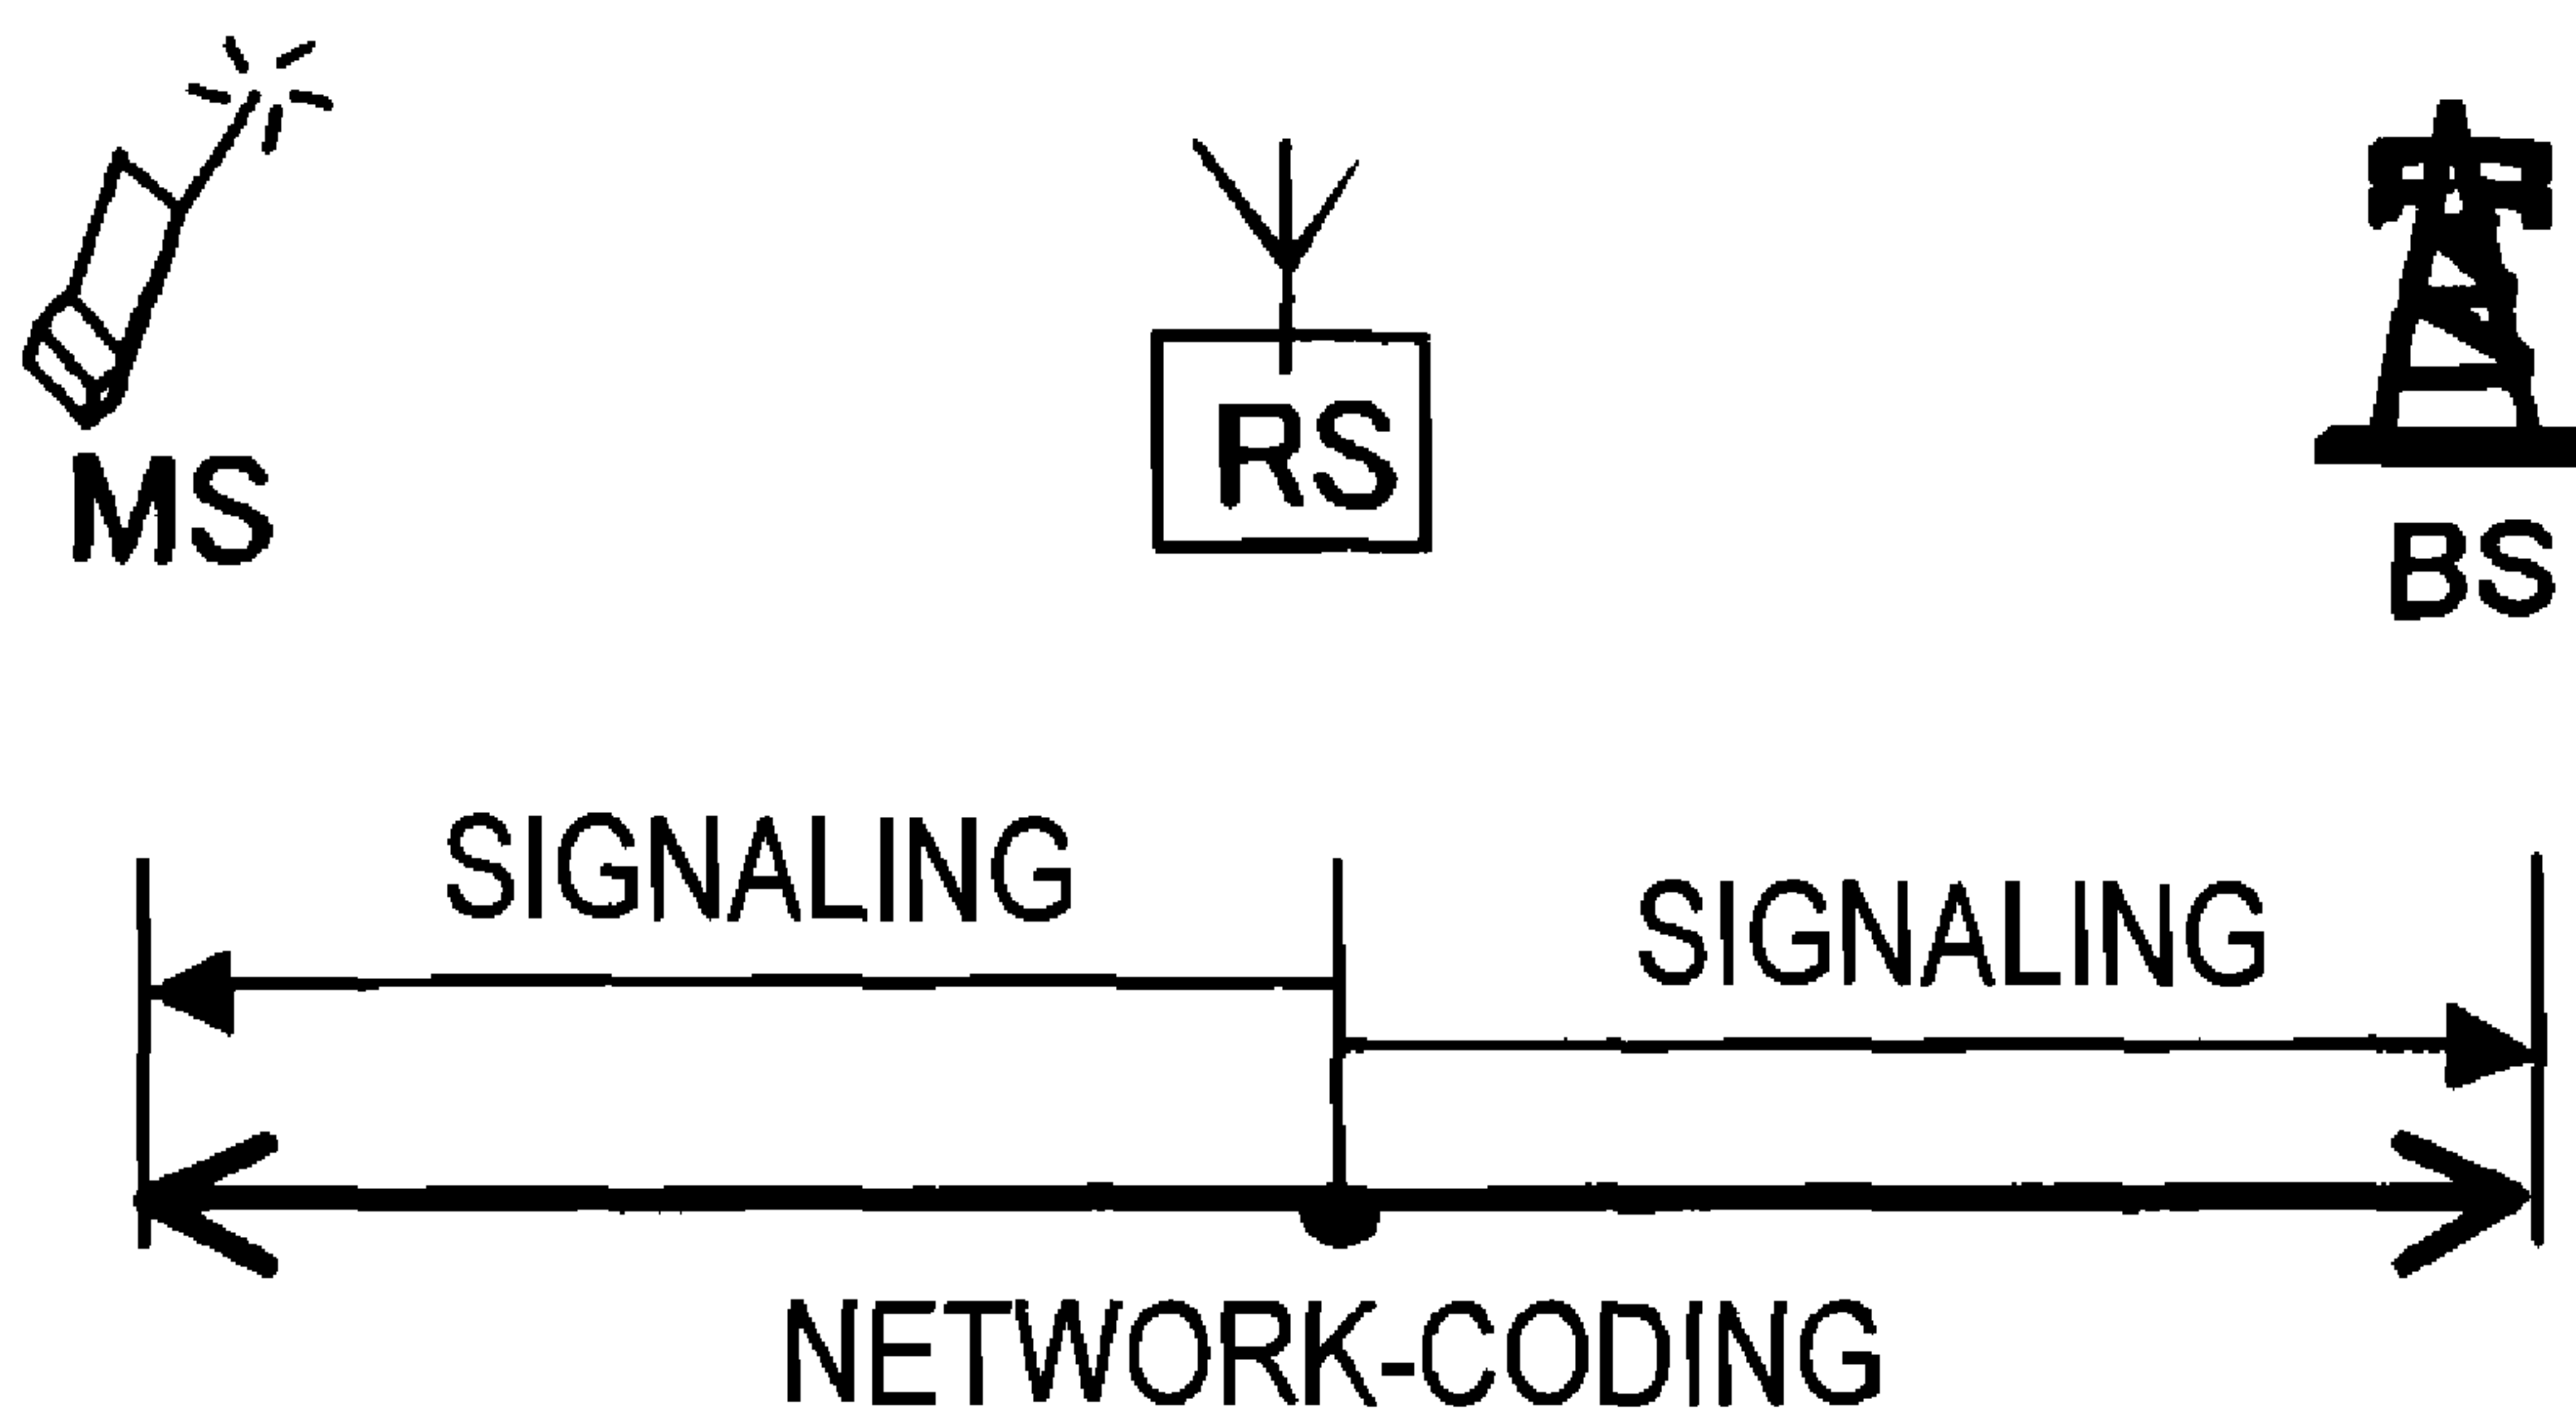 MS
RS
BS
SIGNALING
SIGNALING
NETWORK-CODING